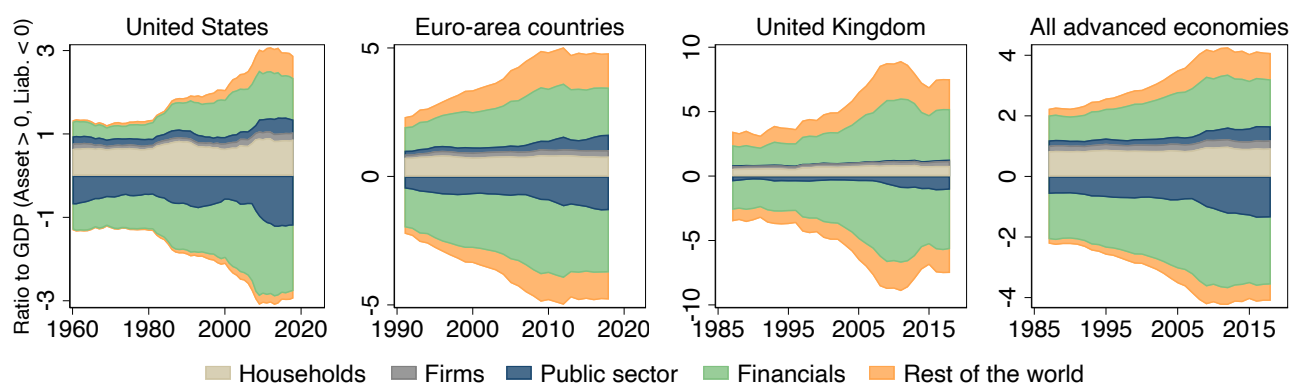 United States
Euro-area countries
United Kingdom
All advanced economies
Ratio to GDP (Asset > 0, Liab. < 0)
3
1
-1
-3
1960 1980 2000 2020
5
0
-5
1990 2000 2010 2020
10
5
0
-5
-10
1985 1995 2005 2015
4
2
0
-2
-4
1985 1995 2005 2015
Households Firms Public sector Financials Rest of the world